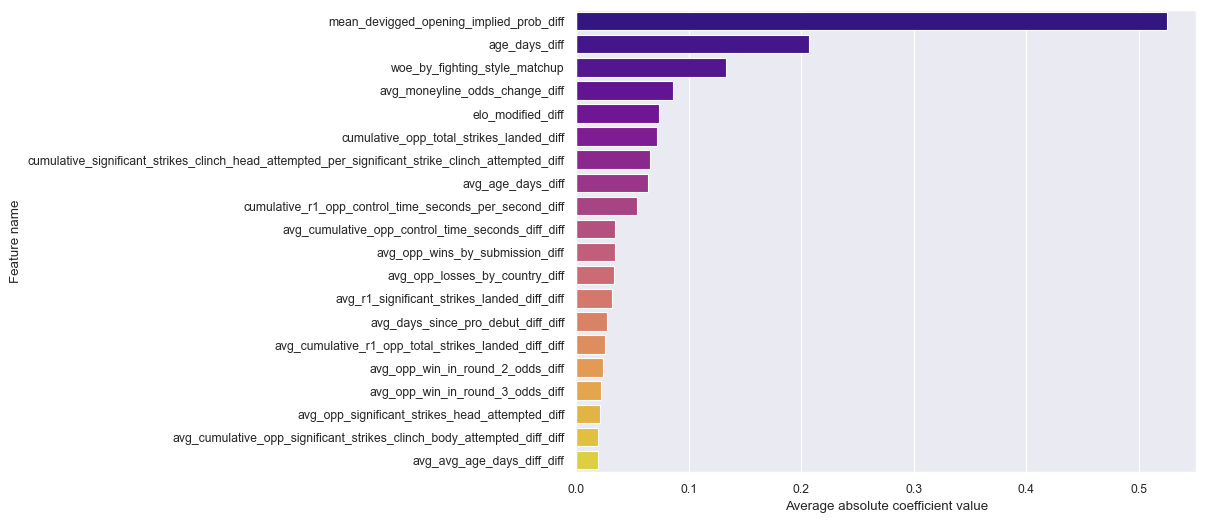 mean_devigged_opening_implied_prob_diff
age_days_diff
woe_by_fighting_style_matchup
avg_moneyline_odds_change_diff
elo_modified_diff
cumulative_opp_total_strikes_landed_diff
cumulative_significant_strikes_clinch_head_attempted_per_significant_strike_clinch_attempted_diff
avg_age_days_diff
cumulative_r1_opp_control_time_seconds_per_second_diff
avg_cumulative_opp_control_time_seconds_diff_diff
avg_opp_wins_by_submission_diff
avg_opp_losses_by_country_diff
avg_r1_significant_strikes_landed_diff_diff
avg_days_since_pro_debut_diff_diff
avg_cumulative_r1_opp_total_strikes_landed_diff_diff
avg_opp_win_in_round_2_odds_diff
avg_opp_win_in_round_3_odds_diff
avg_opp_significant_strikes_head_attempted_diff
avg_cumulative_opp_significant_strikes_clinch_body_attempted_diff_diff
avg_avg_age_days_diff_diff
Feature name
0.0 0.1 0.2 0.3 0.4 0.5
Average absolute coefficient value